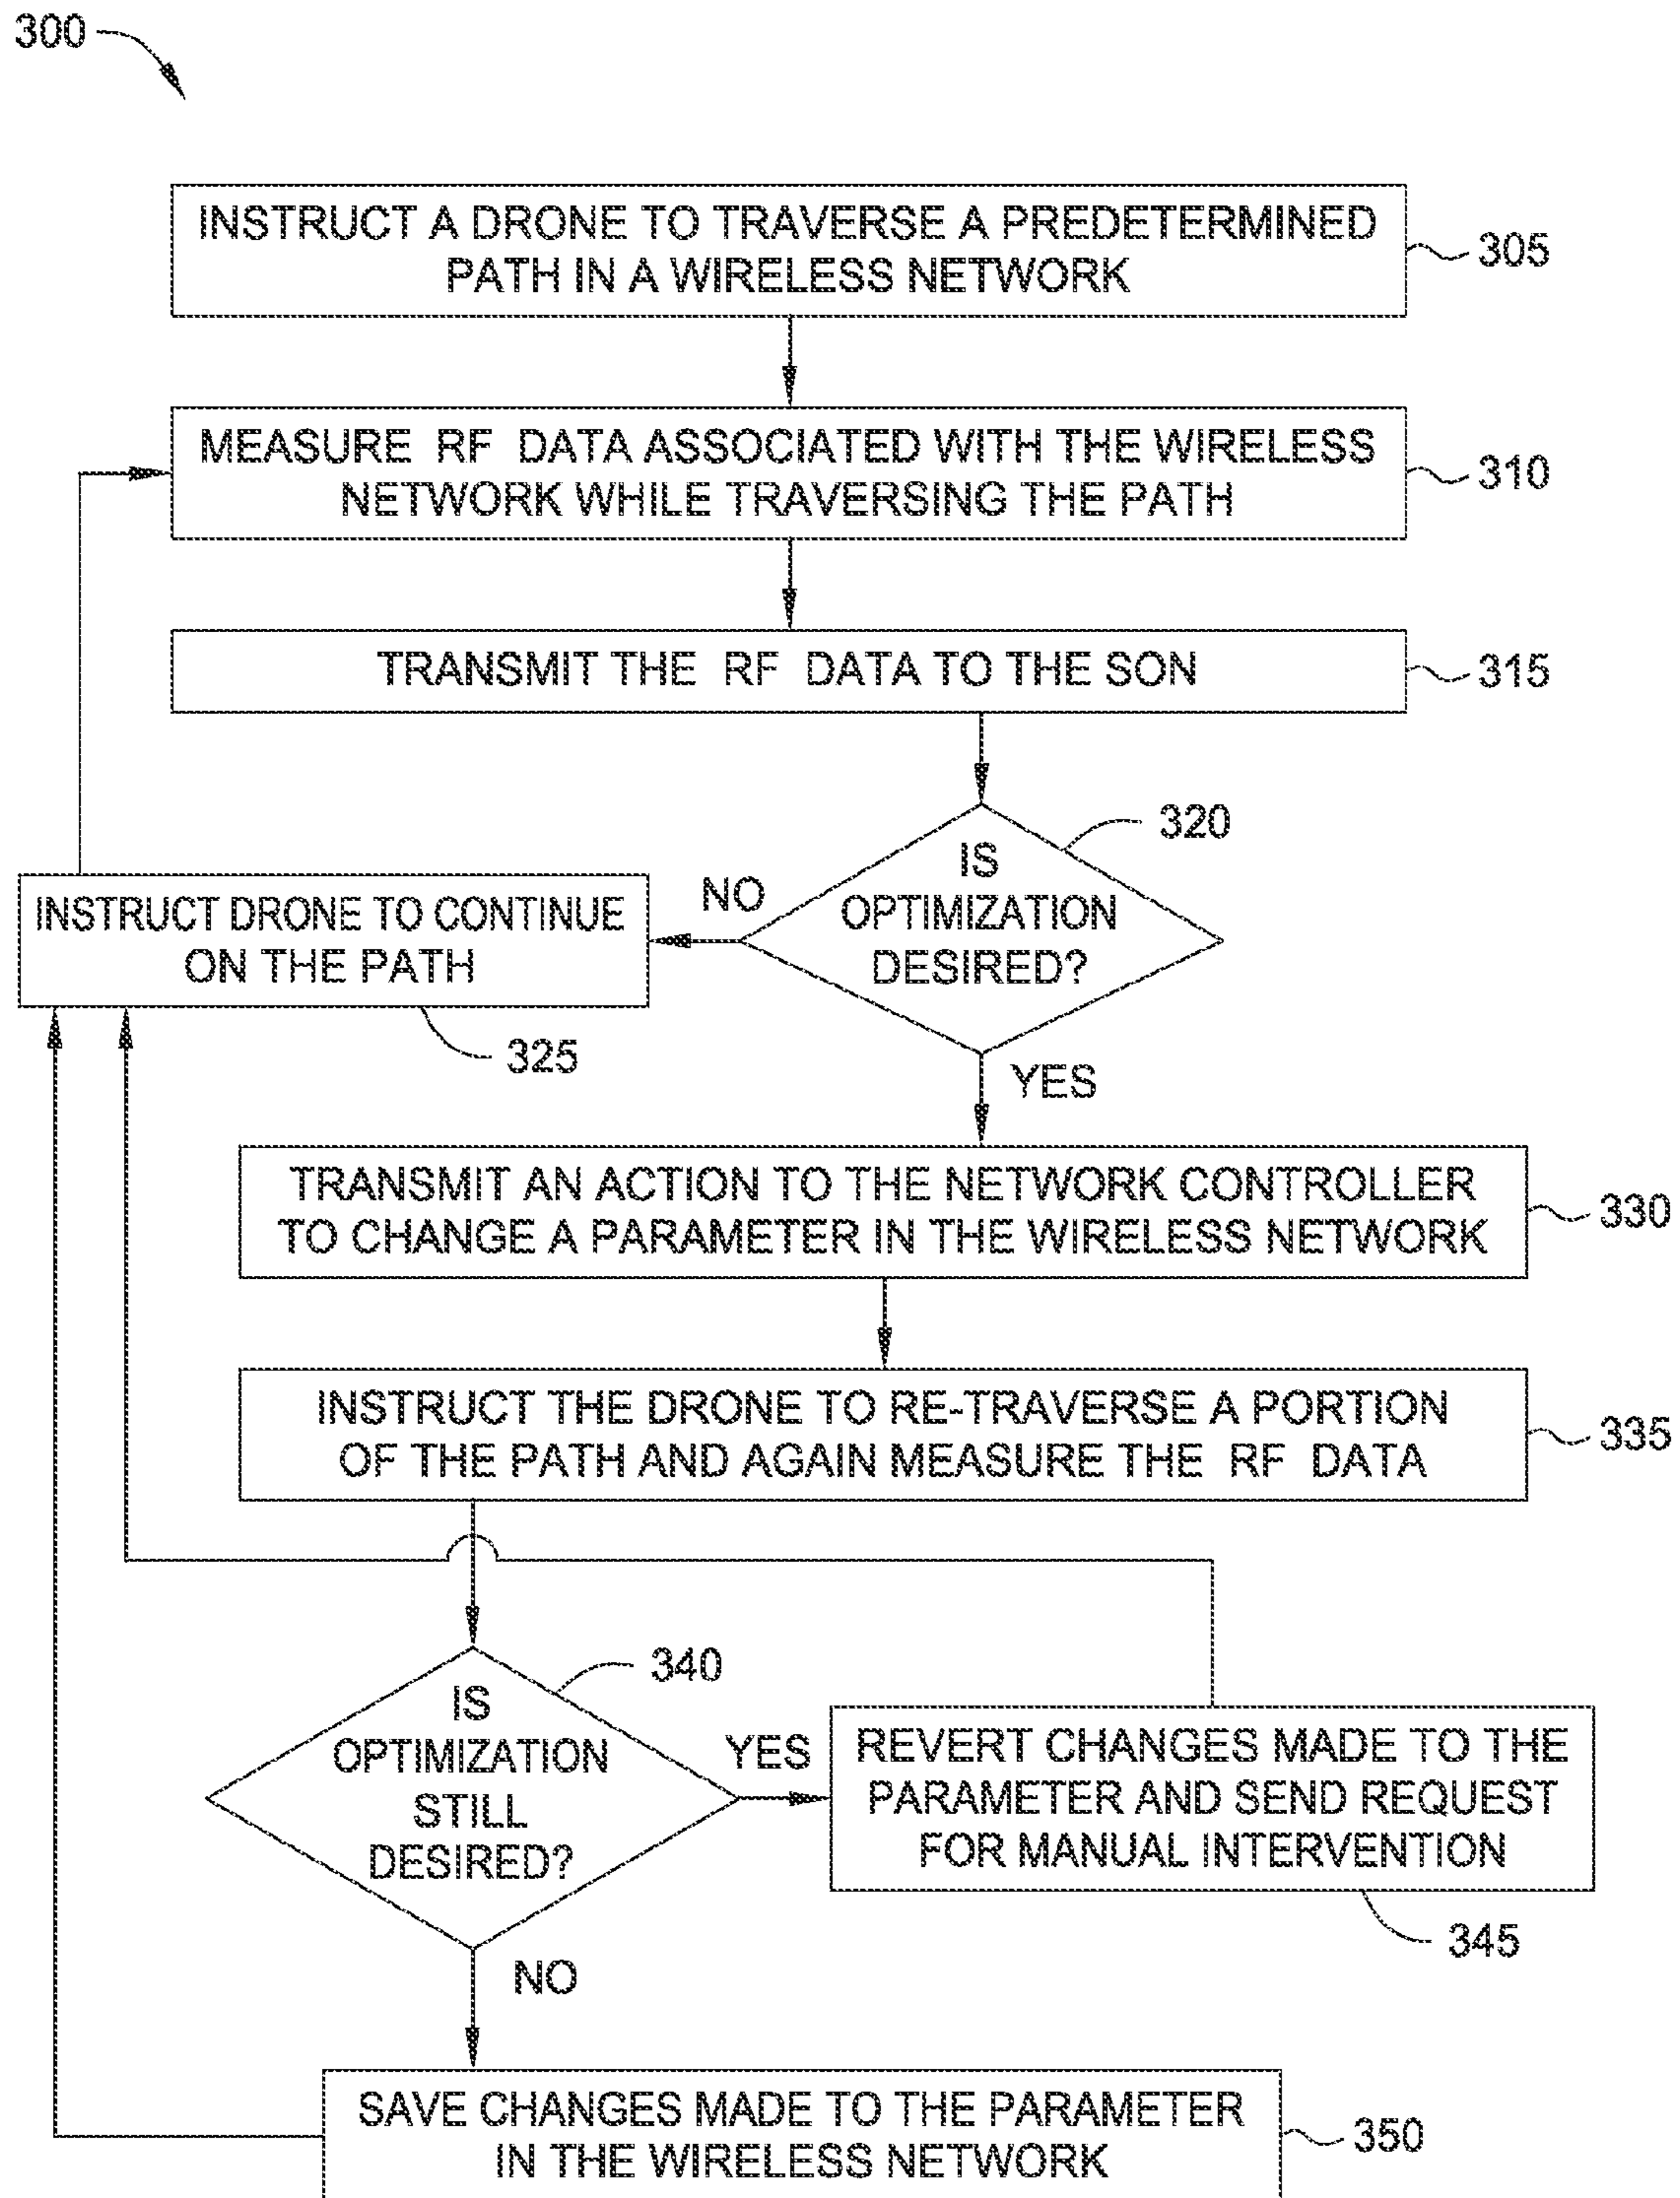 300
INSTRUCT A DRONE TO TRAVERSE A PREDETERMINED
PATH IN A WIRELESS NETWORK
305
MEASURE RF DATA ASSOCIATED WITH THE WIRELESS
NETWORK WHILE TRAVERSING THE PATH
310
TRANSMIT THE RF DATA TO THE SON
315
320
IS
OPTIMIZATION
DESIRED?
NO
INSTRUCT DRONE TO CONTINUE
ON THE PATH
325
YES
TRANSMIT AN ACTION TO THE NETWORK CONTROLLER
TO CHANGE A PARAMETER IN THE WIRELESS NETWORK
330
INSTRUCT THE DRONE TO RE-TRAVERSE A PORTION
OF THE PATH AND AGAIN MEASURE THE RF DATA
335
340
IS
OPTIMIZATION
STILL
DESIRED?
YES
REVERT CHANGES MADE TO THE
PARAMETER AND SEND REQUEST
FOR MANUAL INTERVENTION
345
NO
SAVE CHANGES MADE TO THE PARAMETER
IN THE WIRELESS NETWORK
350